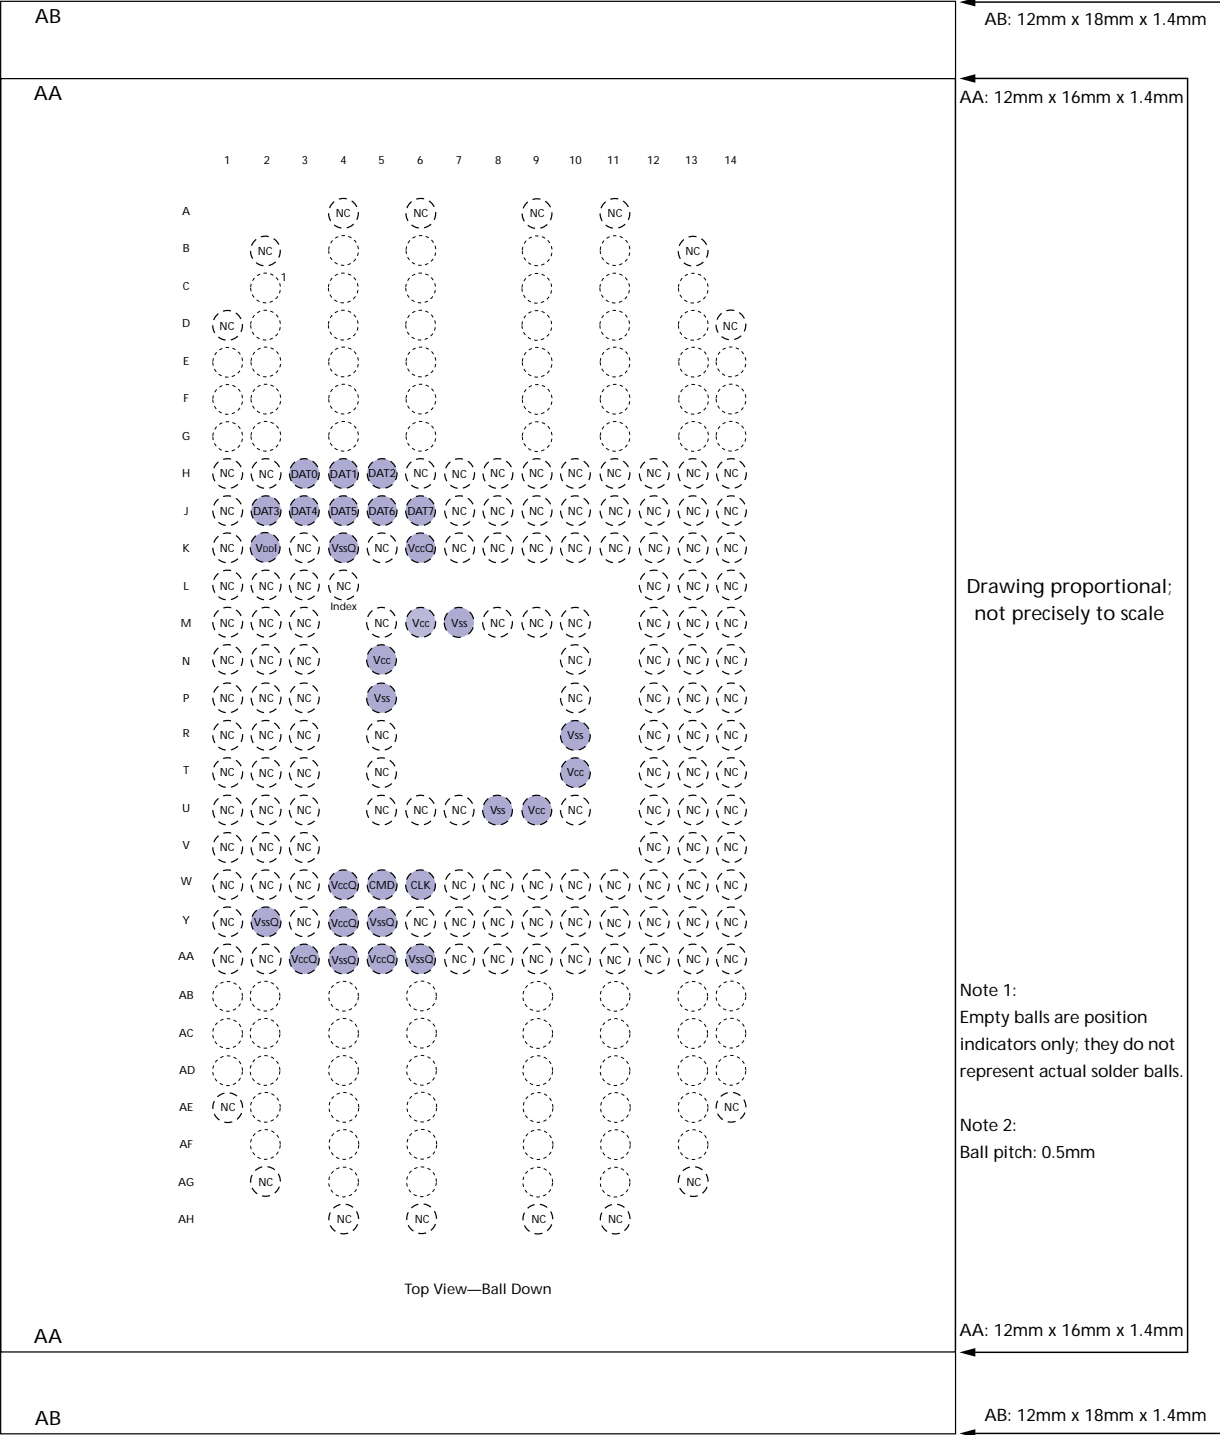 AB
AB: 12mm x 18mm x 1.4mm
AA
AA: 12mm x 16mm x 1.4mm
1 2 3 4 5 6 7 8 9 10 11 12 13 14
A NC NC NC NC
B NC NC
C 1
D NC NC
E
F
G
H NC NC DAT0 DAT1 DAT2 NC NC NC NC NC NC NC NC NC
J NC DAT3 DAT4 DAT5 DAT6 DAT7 NC NC NC NC NC NC NC NC
K NC VDDI NC VssQ NC VccQ NC NC NC NC NC NC NC NC
L NC NC NC NC NC NC NC
Index
M NC NC NC NC Vcc Vss NC NC NC NC NC NC
N NC NC NC Vcc NC NC NC NC
P NC NC NC Vss NC NC NC NC
R NC NC NC NC Vss NC NC NC
T NC NC NC NC Vcc NC NC NC
U NC NC NC NC NC NC Vss Vcc NC NC NC NC
V NC NC NC NC NC NC
W NC NC NC VccQ CMD CLK NC NC NC NC NC NC NC NC
Y NC VssQ NC VccQ VssQ NC NC NC NC NC NC NC NC NC
AA NC NC VccQ VssQ VccQ VssQ NC NC NC NC NC NC NC NC
AB
AC
AD
AE NC NC
AF
AG NC NC
AH NC NC NC NC
Drawing proportional;
not precisely to scale
Note 1:
Empty balls are position
indicators only; they do not
represent actual solder balls.
Note 2:
Ball pitch: 0.5mm
Top View—Ball Down
AA
AA: 12mm x 16mm x 1.4mm
AB
AB: 12mm x 18mm x 1.4mm